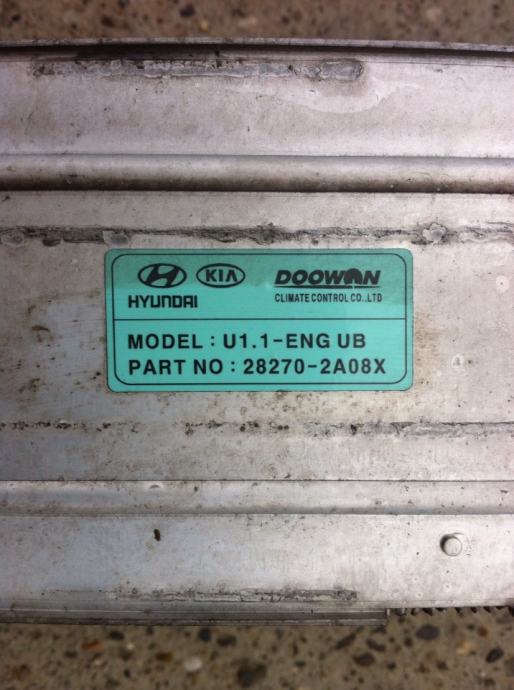 HYUNDAI
KIA
DOOWON
CLIMATE CONTROL CO.,LTD
MODEL : U1.1-ENG UB
PART NO : 28270-2A08X